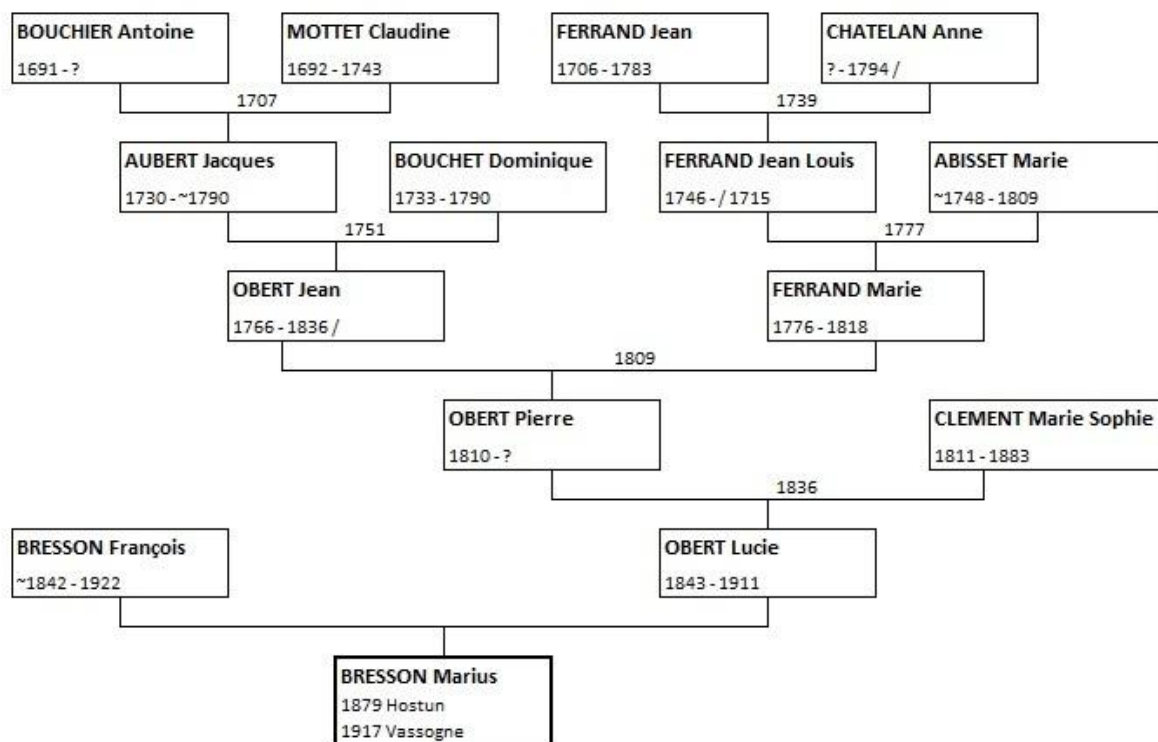 BOUCHIER Antoine
1691 - ?
MOTTET Claudine
1692 - 1743
FERRAND Jean
1706 - 1783
CHATELAN Anne
? - 1794 /
1707
1739
AUBERT Jacques
1730 - ~1790
BOUCHET Dominique
1733 - 1790
FERRAND Jean Louis
1746 - / 1715
ABISSET Marie
~1748 - 1809
1751
1777
OBERT Jean
1766 - 1836 /
FERRAND Marie
1776 - 1818
1809
OBERT Pierre
1810 - ?
CLEMENT Marie Sophie
1811 - 1883
1836
BRESSON François
~1842 - 1922
OBERT Lucie
1843 - 1911
BRESSON Marius
1879 Hostun
1917 Vassogne